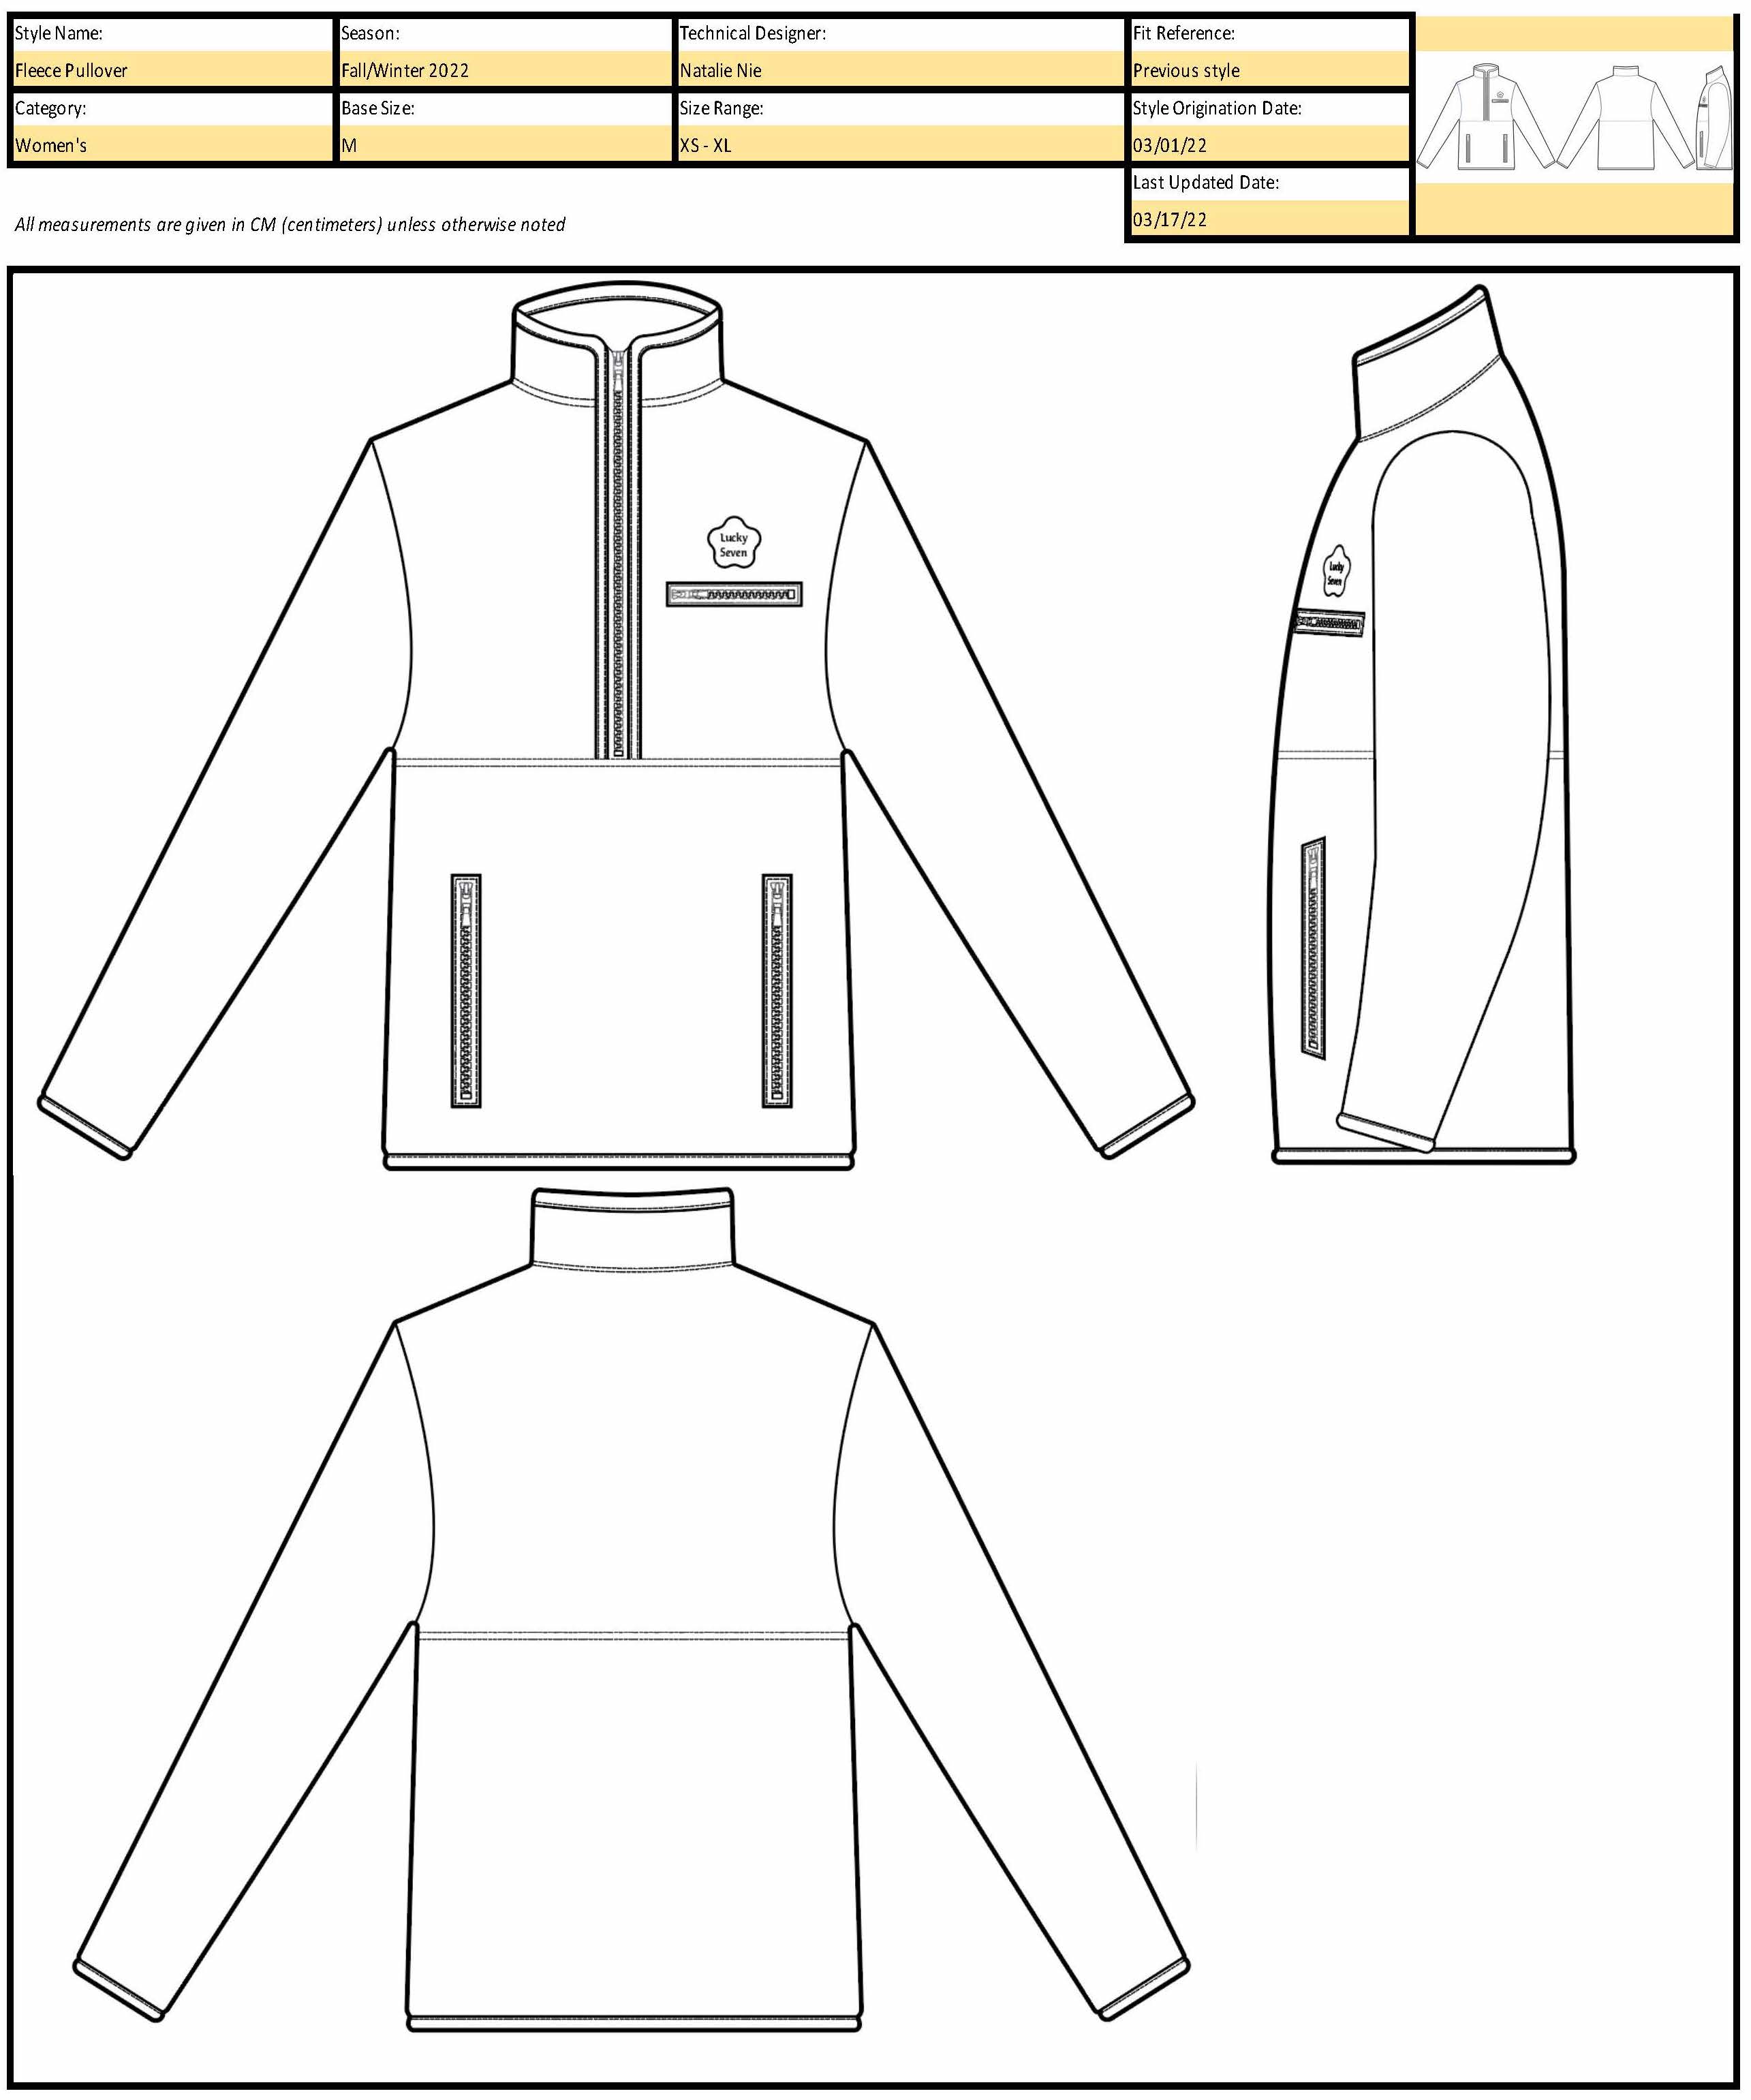 Style Name:
Season:
Technical Designer:
Fit Reference:
Fleece Pullover
Fall/Winter 2022
Natalie Nie
Previous style
Category:
Base Size:
Size Range:
Style Origination Date:
Women's
M
XS - XL
03/01/22
Last Updated Date:
03/17/22
All measurements are given in CM (centimeters) unless otherwise noted
Lucky
Seven
Lucky
Seven